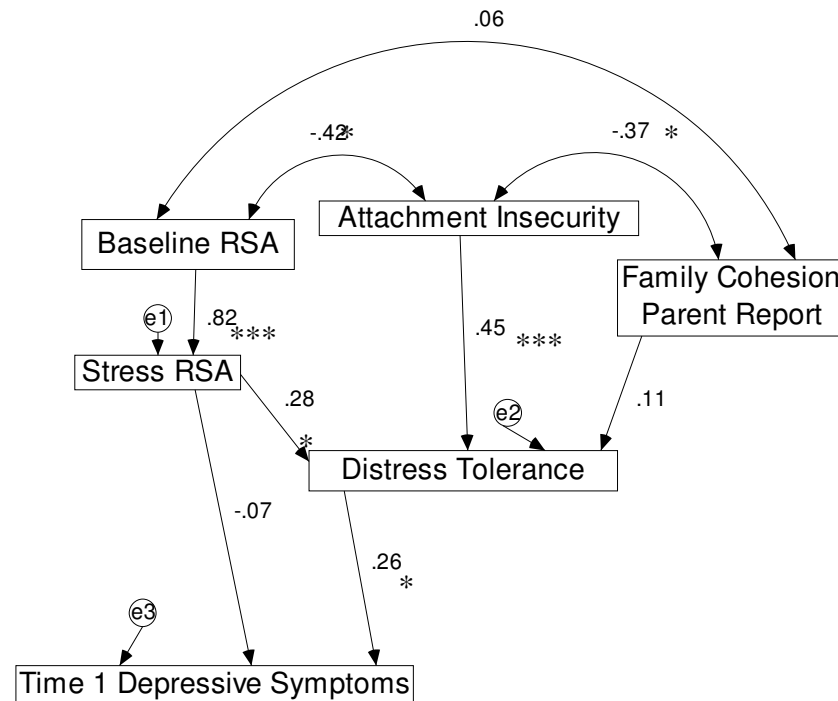 .06
-.42*
-.37 *
Attachment Insecurity
Baseline RSA
Family Cohesion
Parent Report
e1
.82
***
.45 ***
Stress RSA
.28
.11
e2
*
Distress Tolerance
-.07
.26
*
e3
Time 1 Depressive Symptoms